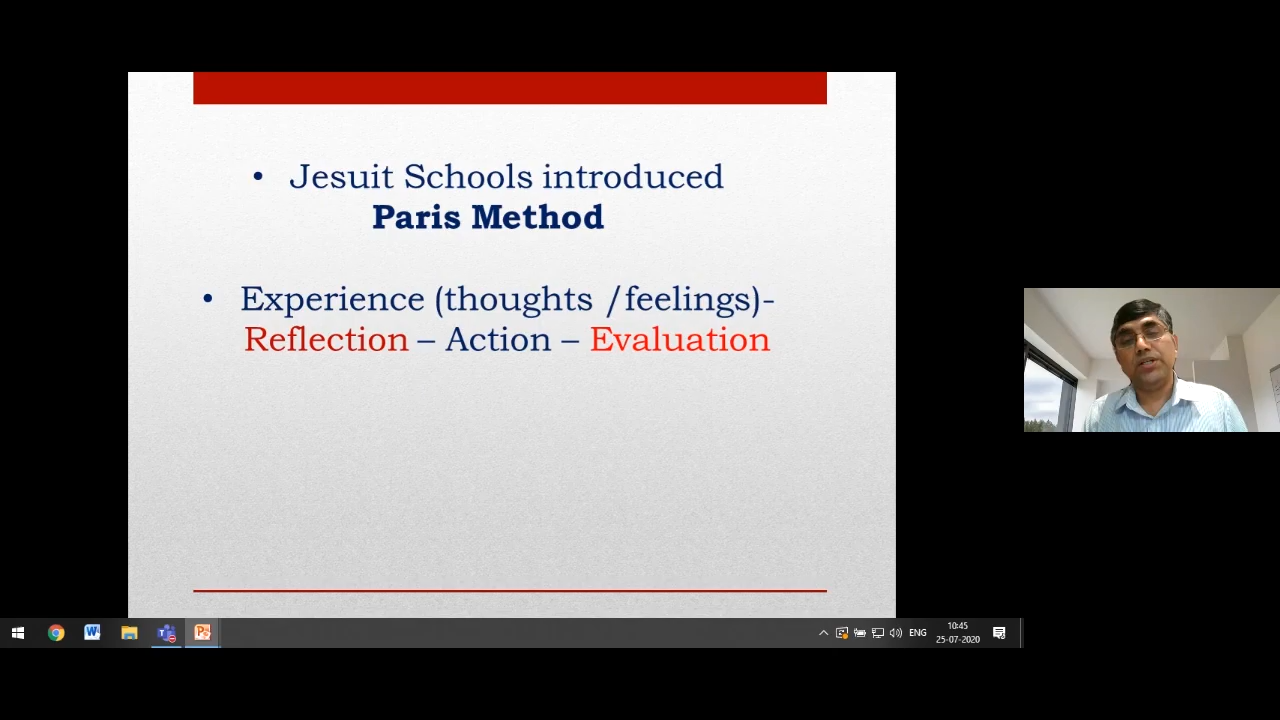 • Jesuit Schools introduced
Paris Method
• Experience (thoughts /feelings)-
Reflection – Action – Evaluation
ENG
10:45
25-07-2020